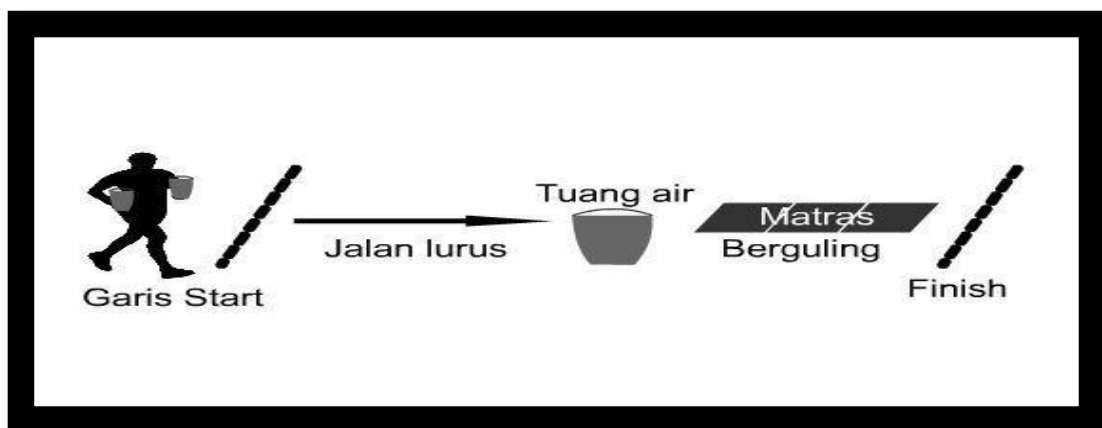 Tuang air
Matras
Jalan lurus
Berguling
Garis Start
Finish